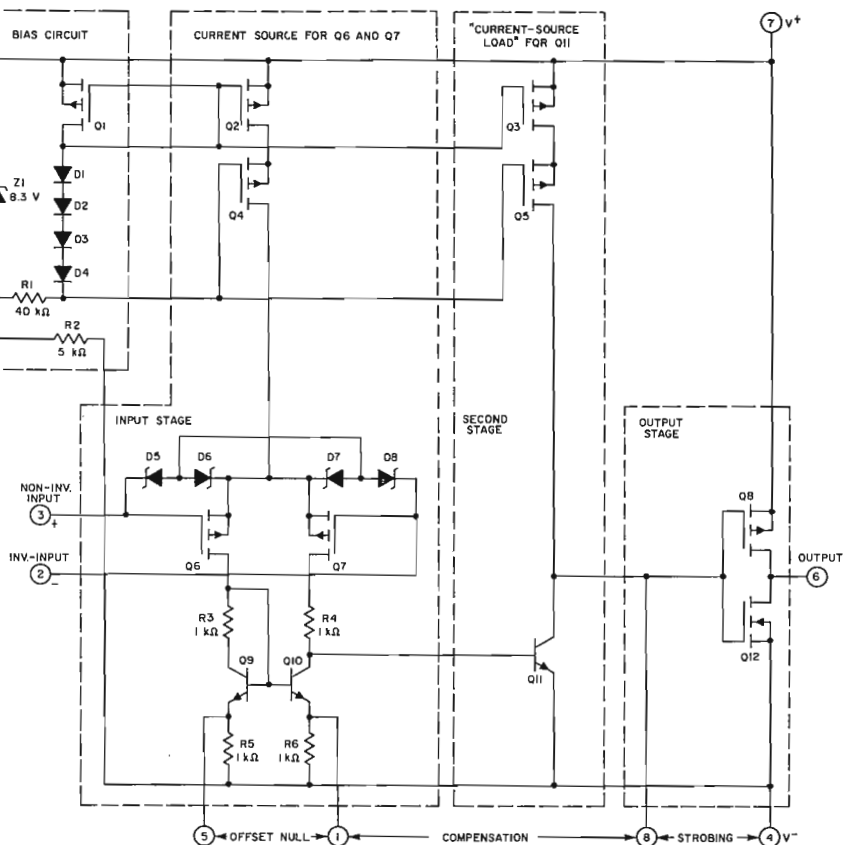 BIAS CIRCUIT
CURRENT SOURCE FOR Q6 AND Q7
"CURRENT-SOURCE
LOAD" FOR Q11
7 V+
Q1
Q2
Q3
Z1
8.3 V
D1
D2
D3
D4
Q4
Q5
R1
40 kΩ
R2
5 kΩ
INPUT STAGE
SECOND
STAGE
OUTPUT
STAGE
D5
D6
D7
D8
NON-INV.
INPUT
3 +
Q8
Q6
Q7
INV.-INPUT
2 -
OUTPUT
6
R3
1 kΩ
R4
1 kΩ
Q12
Q9
Q10
Q11
R5
1 kΩ
R6
1 kΩ
5 OFFSET NULL 1 COMPENSATION 8 STROBING 4 V-